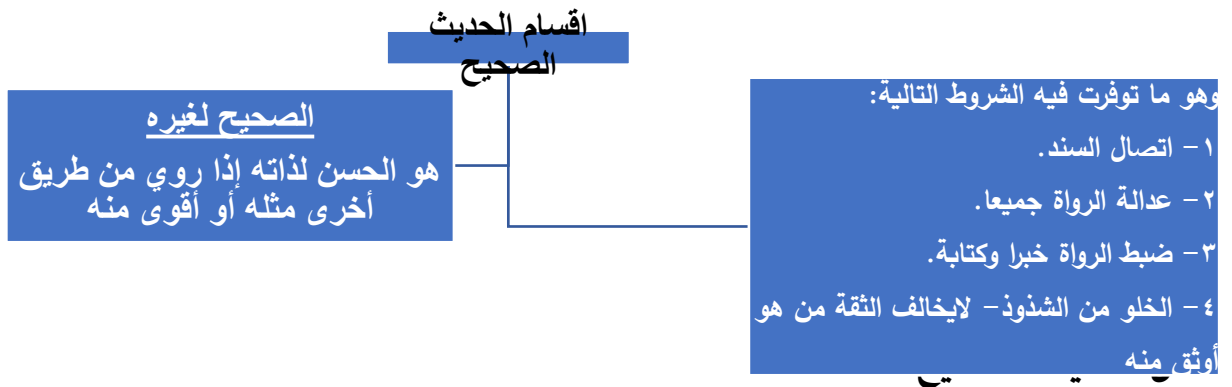 اقسام الحديث
الصحيح
وهو ما توفرت فيه الشروط التالية:
١- اتصال السند.
٢- عدالة الرواة جميعا.
٣- ضبط الرواة خبرا وكتابة.
٤- الخلو من الشذوذ- لايخالف الثقة من هو
أوثق منه
الصحيح لغيره
هو الحسن لذاته إذا روي من طريق
أخرى مثله أو أقوى منه